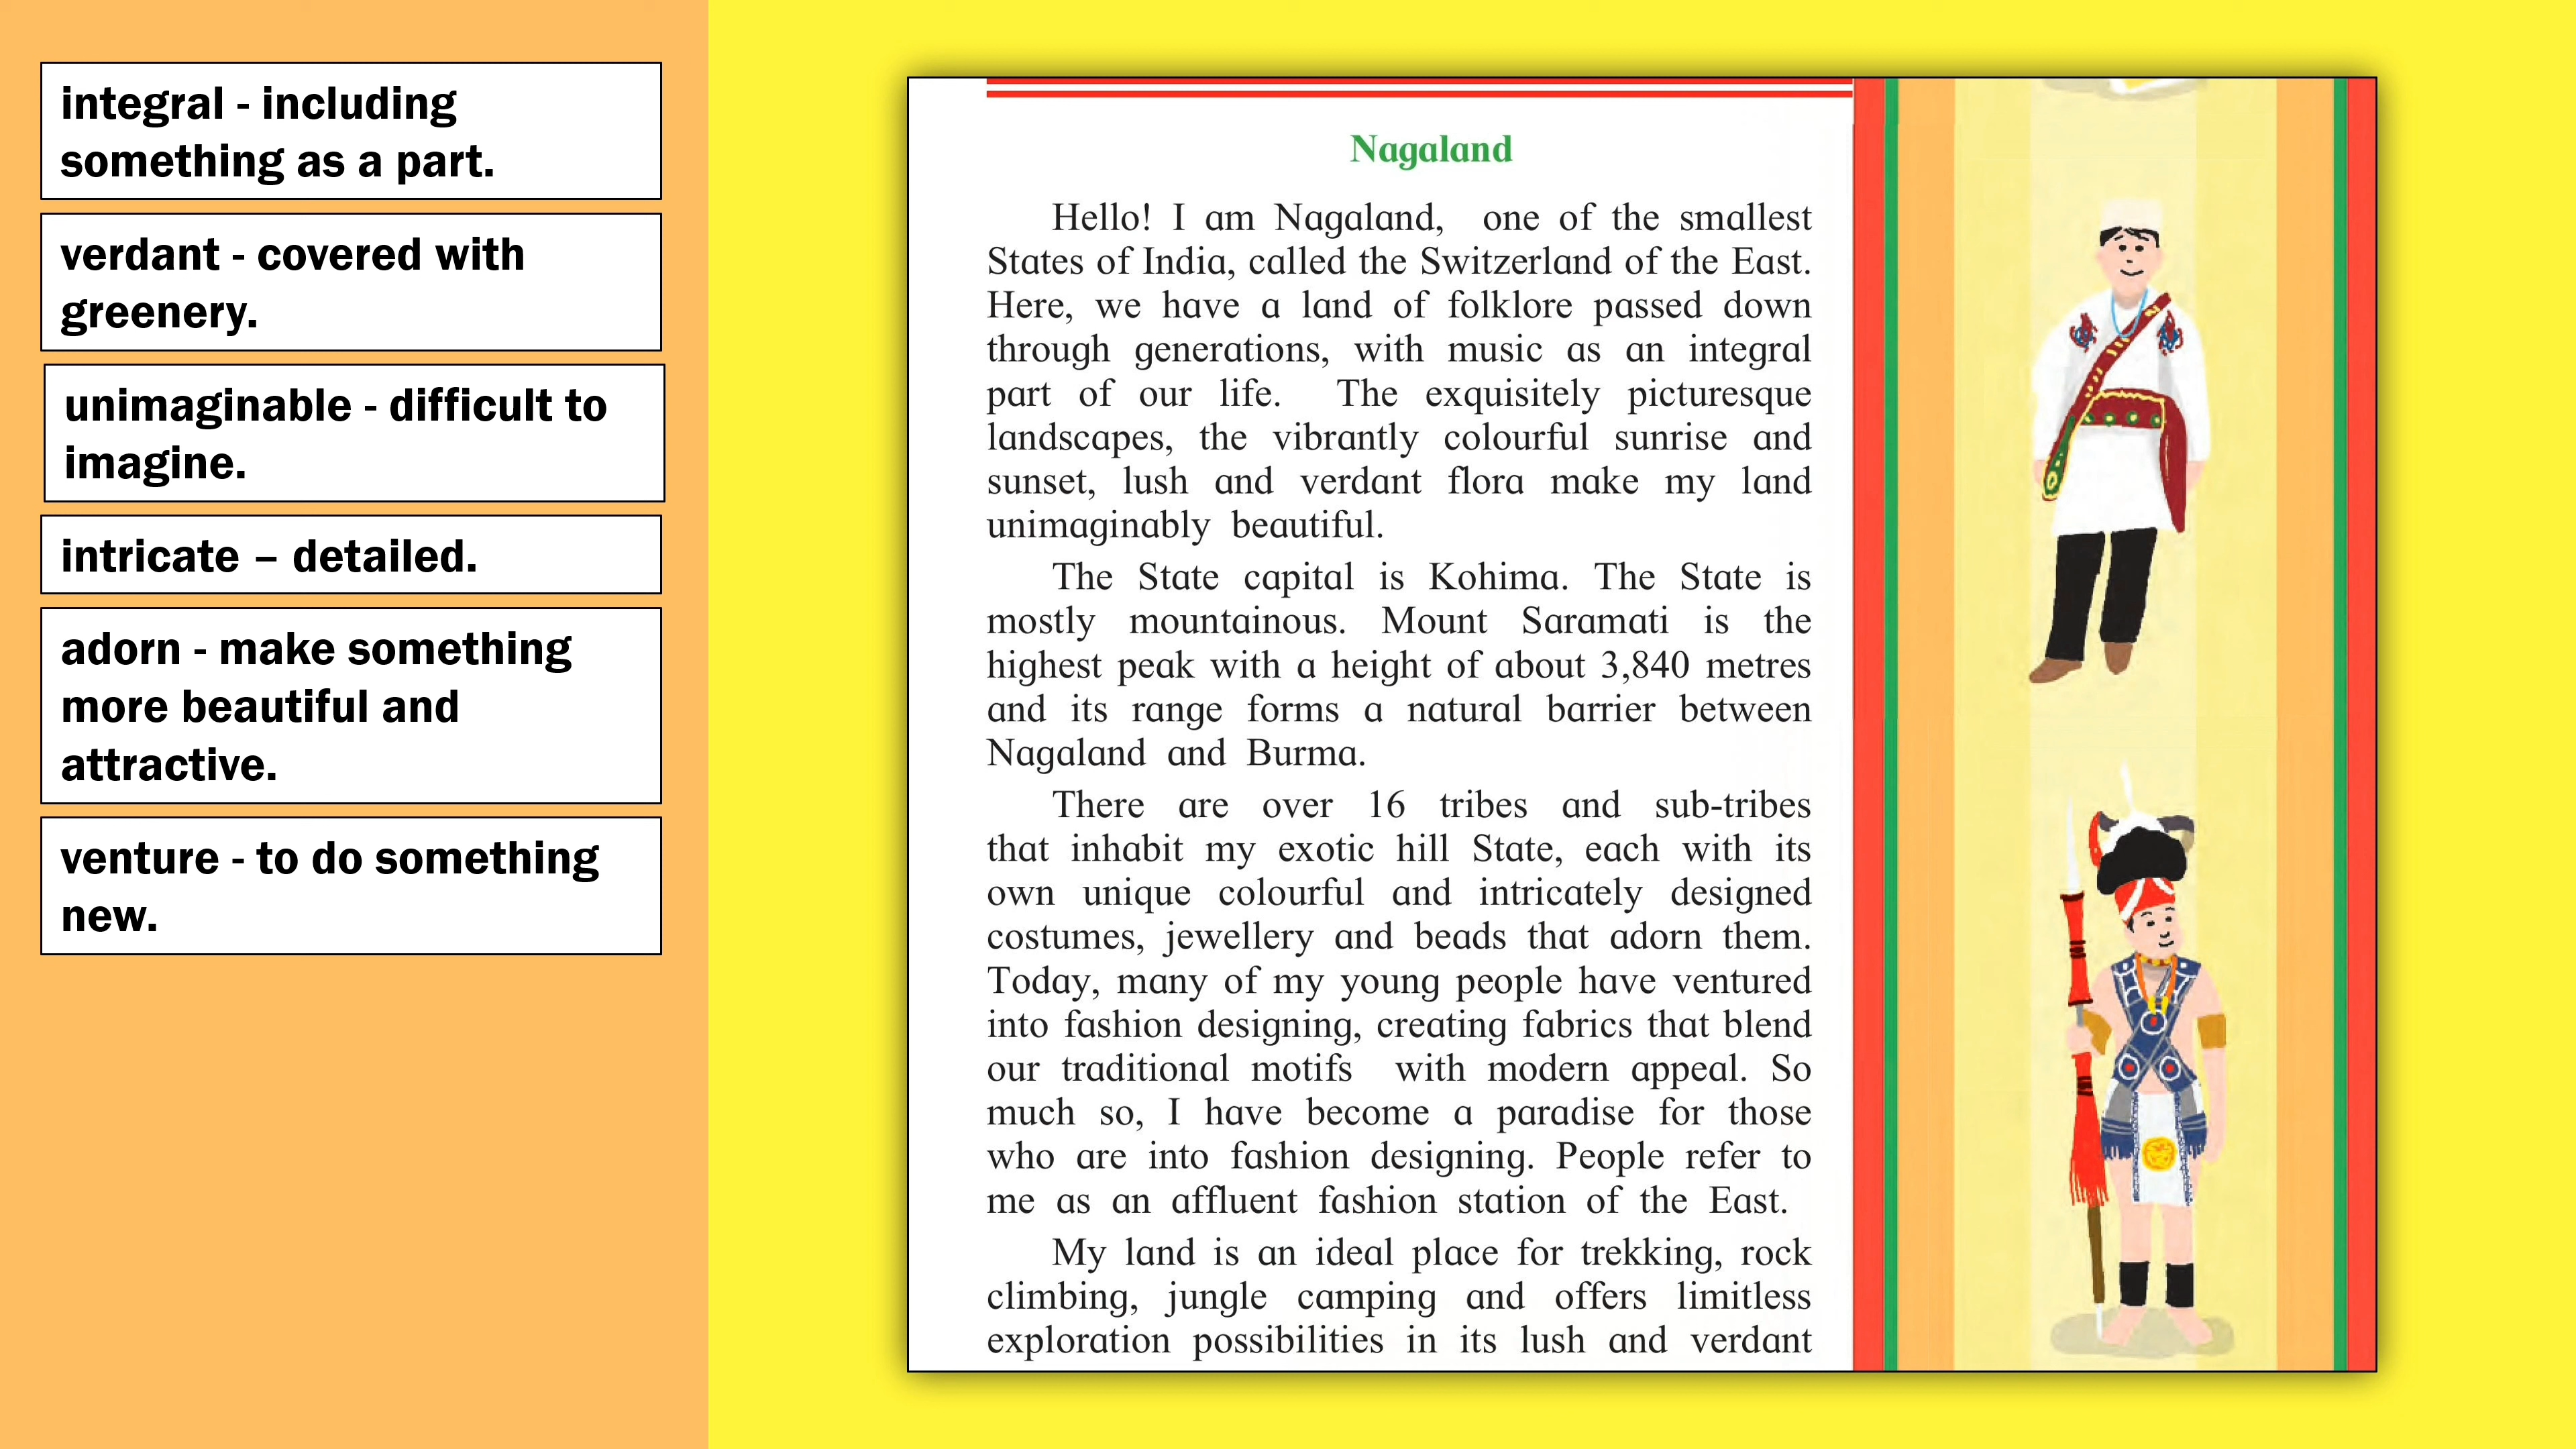 integral - including
something as a part.
verdant - covered with
greenery.
unimaginable - difficult to
imagine.
intricate – detailed.
adorn - make something
more beautiful and
attractive.
venture - to do something
new.
Nagaland
Hello! I am Nagaland, one of the smallest
States of India, called the Switzerland of the East.
Here, we have a land of folklore passed down
through generations, with music as an integral
part of our life. The exquisitely picturesque
landscapes, the vibrantly colourful sunrise and
sunset, lush and verdant flora make my land
unimaginably beautiful.
The State capital is Kohima. The State is
mostly mountainous. Mount Saramati is the
highest peak with a height of about 3,840 metres
and its range forms a natural barrier between
Nagaland and Burma.
There are over 16 tribes and sub-tribes
that inhabit my exotic hill State, each with its
own unique colourful and intricately designed
costumes, jewellery and beads that adorn them.
Today, many of my young people have ventured
into fashion designing, creating fabrics that blend
our traditional motifs with modern appeal. So
much so, I have become a paradise for those
who are into fashion designing. People refer to
me as an affluent fashion station of the East.
My land is an ideal place for trekking, rock
climbing, jungle camping and offers limitless
exploration possibilities in its lush and verdant